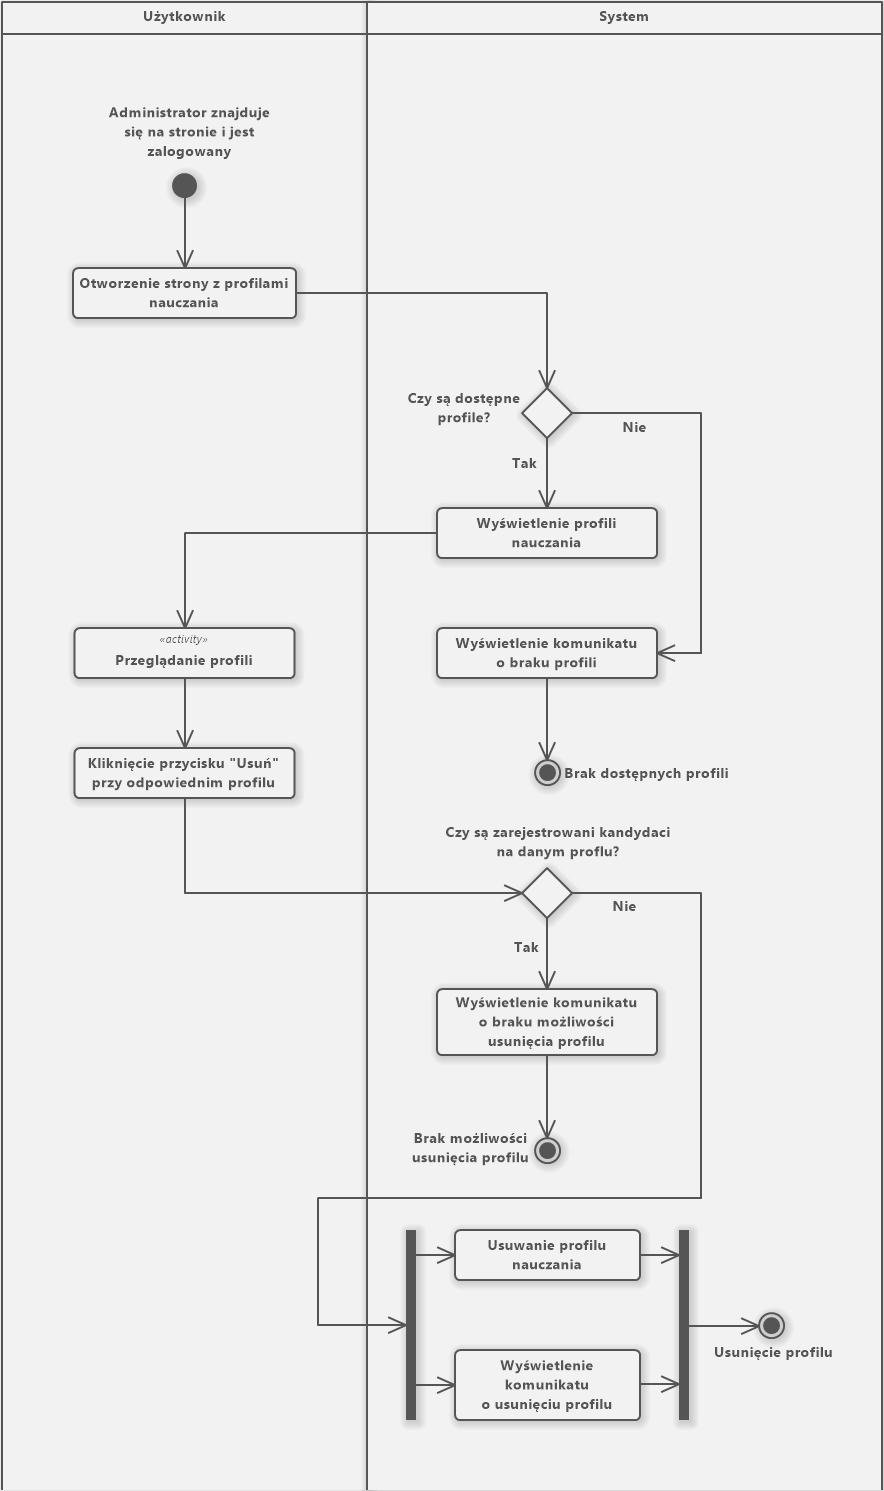 Użytkownik
System
Administrator znajduje
się na stronie i jest
zalogowany
Otworzenie strony z profilami
nauczania
Czy są dostępne
profile?
Nie
Tak
Wyświetlenie profili
nauczania
«activity»
Przeglądanie profili
Wyświetlenie komunikatu
o braku profili
Kliknięcie przycisku "Usuń"
przy odpowiednim profilu
Brak dostępnych profili
Czy są zarejestrowani kandydaci
na danym proflu?
Nie
Tak
Wyświetlenie komunikatu
o braku możliwości
usunięcia profilu
Brak możliwości
usunięcia profilu
Usuwanie profilu
nauczania
Usunięcie profilu
Wyświetlenie
komunikatu
o usunięciu profilu